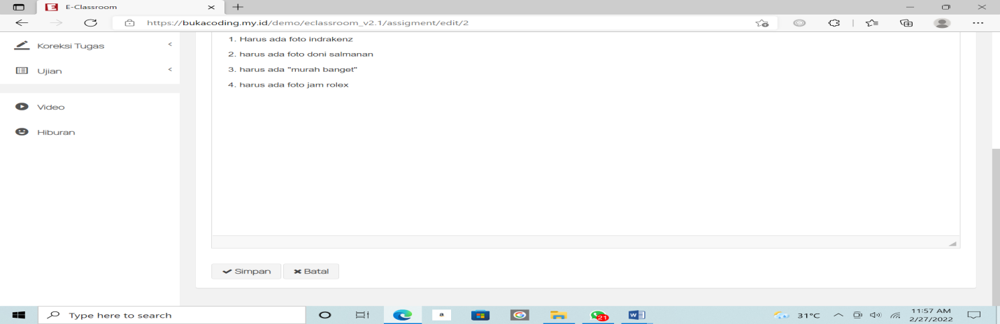 E-Classroom
https://bukacoding.my.id/demo/eclassroom_v2.1/assigment/edit/2
Koreksi Tugas
Ujian
Video
Hiburan
1. Harus ada foto indrakenz
2. harus ada foto doni salmanan
3. harus ada "murah banget"
4. harus ada foto jam rolex
Simpan
Batal
Type here to search
a
G
21
W
31°C
11:57 AM
2/27/2022